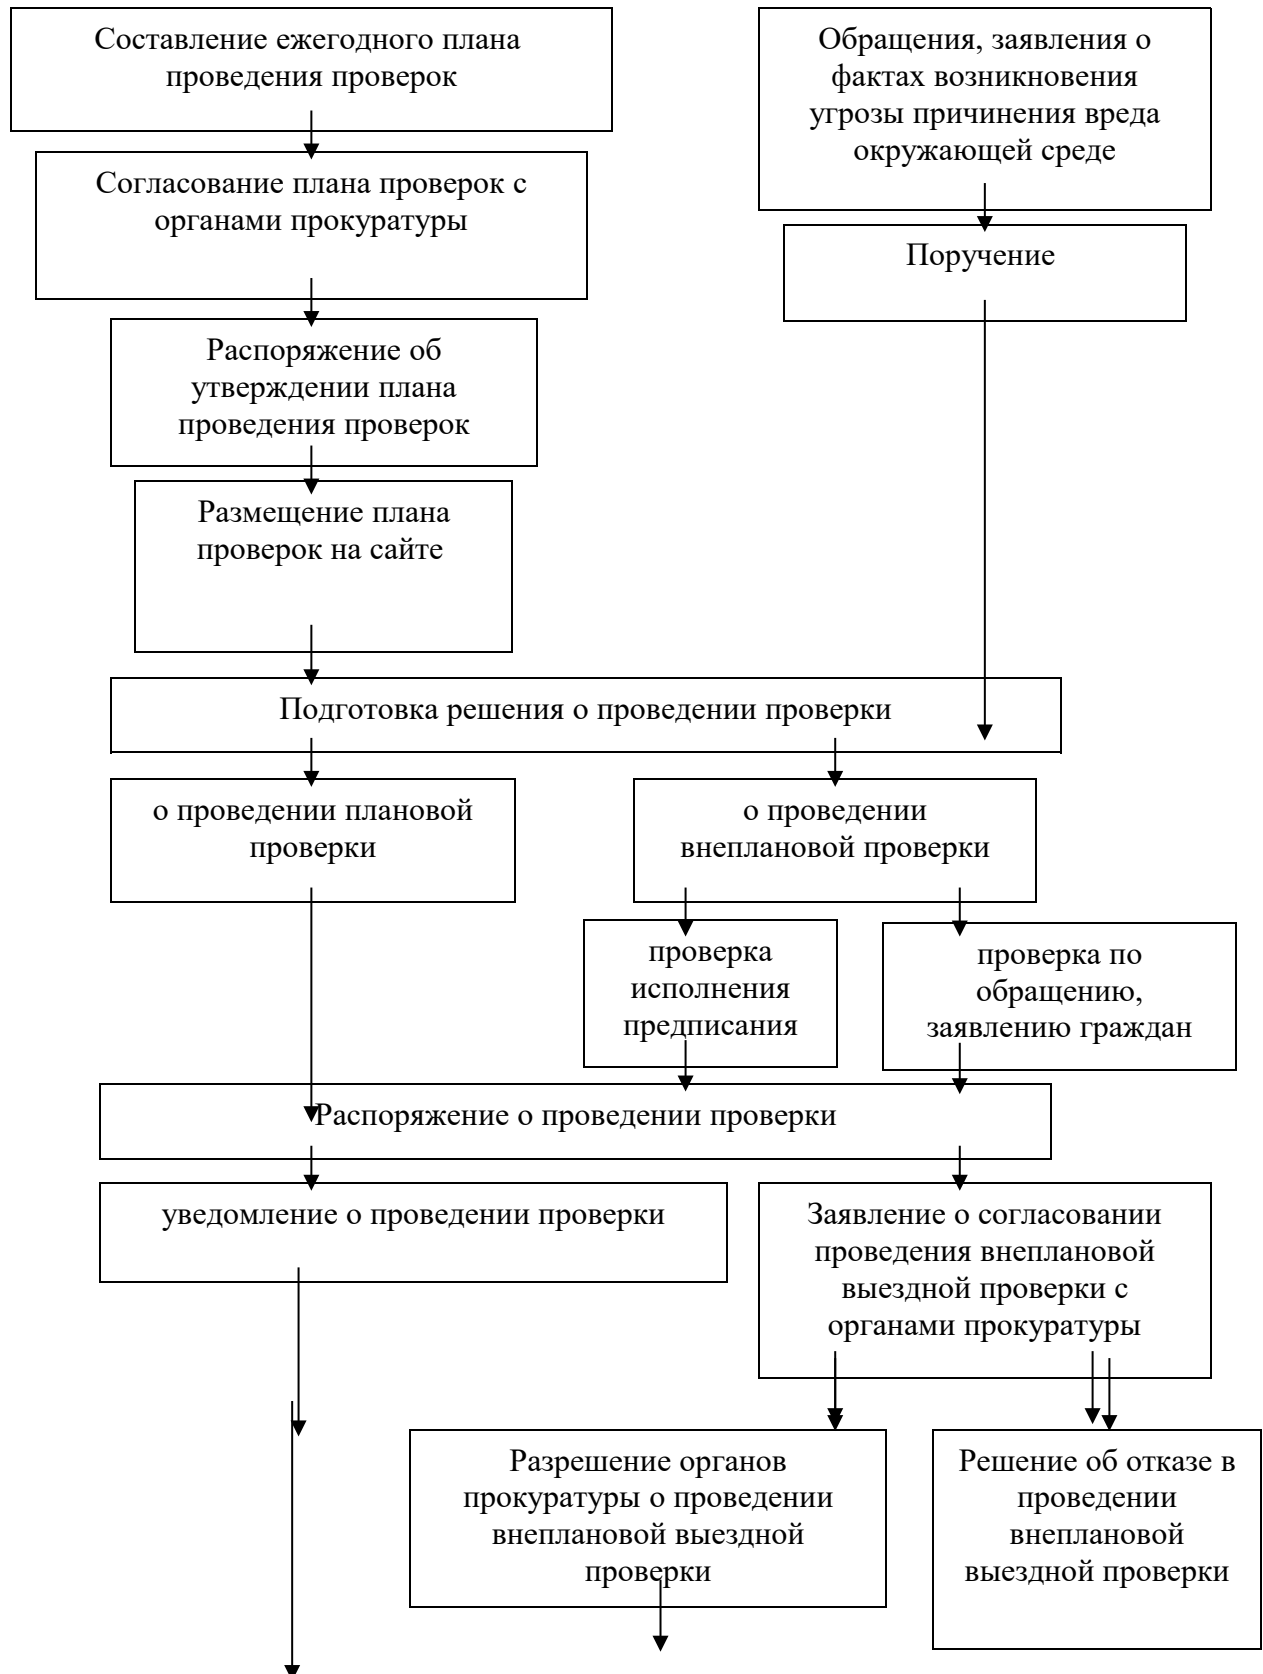 Составление ежегодного плана
проведения проверок
Обращения, заявления о
фактах возникновения
угрозы причинения вреда
окружающей среде
Согласование плана проверок с
органами прокуратуры
Поручение
Распоряжение об
утверждении плана
проведения проверок
Размещение плана
проверок на сайте
Подготовка решения о проведении проверки
о проведении плановой
проверки
о проведении
внеплановой проверки
проверка
исполнения
предписания
проверка по
обращению,
заявлению граждан
Распоряжение о проведении проверки
уведомление о проведении проверки
Заявление о согласовании
проведения внеплановой
выездной проверки с
органами прокуратуры
Разрешение органов
прокуратуры о проведении
внеплановой выездной
проверки
Решение об отказе в
проведении
внеплановой
выездной проверки